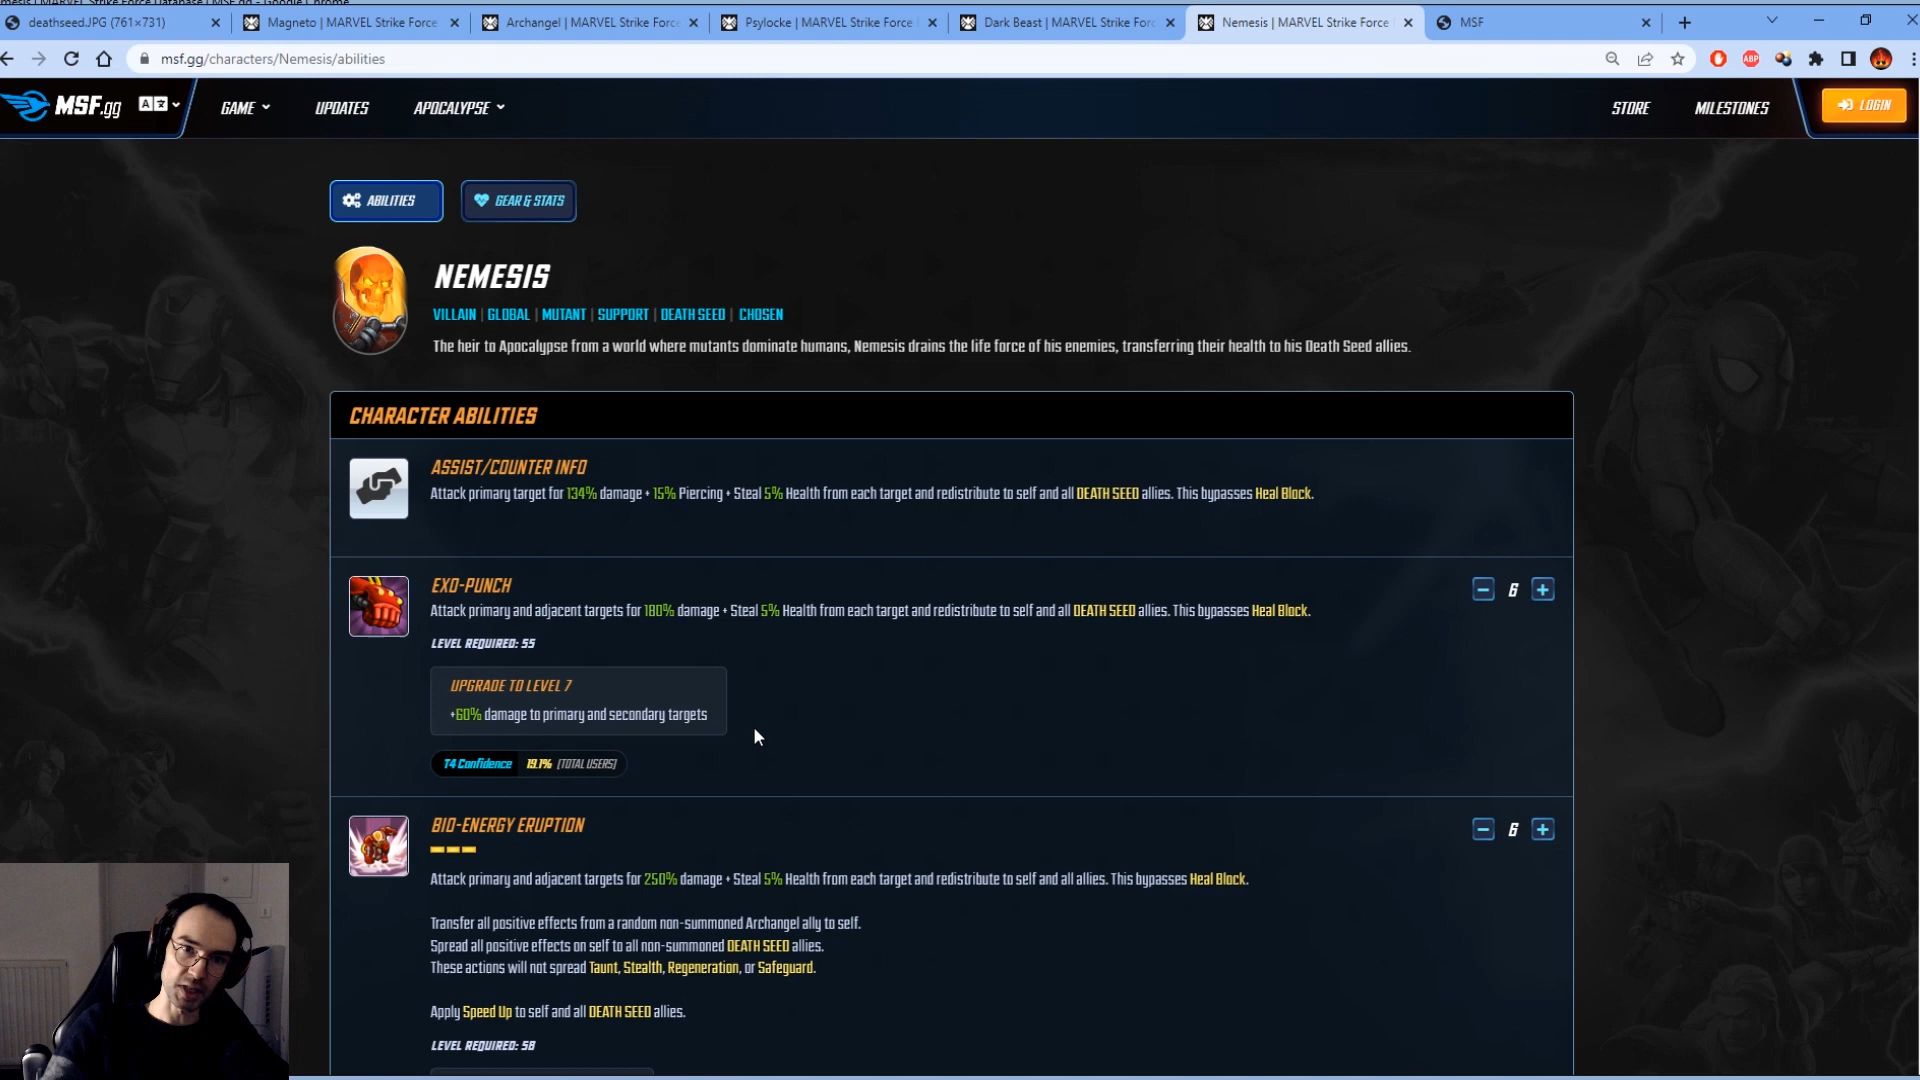 deathseed.JPG (761×731)
Magneto | MARVEL Strike Force
Archangel | MARVEL Strike Force
Psylocke | MARVEL Strike Force
Dark Beast | MARVEL Strike Forc
Nemesis | MARVEL Strike Force
MSF
msf.gg/characters/Nemesis/abilities
ABP
MSF.gg
GAME
UPDATES
APOCALYPSE
STORE
MILESTONES
LOGIN
ABILITIES
GEAR & STATS
NEMESIS
VILLAIN | GLOBAL | MUTANT | SUPPORT | DEATH SEED | CHOSEN
The heir to Apocalypse from a world where mutants dominate humans, Nemesis drains the life force of his enemies, transferring their health to his Death Seed allies.
CHARACTER ABILITIES
ASSIST/COUNTER INFO
Attack primary target for 134% damage + 15% Piercing + Steal 5% Health from each target and redistribute to self and all DEATH SEED allies. This bypasses Heal Block.
EXO-PUNCH
6
Attack primary and adjacent targets for 180% damage + Steal 5% Health from each target and redistribute to self and all DEATH SEED allies. This bypasses Heal Block.
LEVEL REQUIRED: 55
UPGRADE TO LEVEL 7
+60% damage to primary and secondary targets
T4 Confidence 19.1% [TOTAL USERS]
BIO-ENERGY ERUPTION
6
Attack primary and adjacent targets for 250% damage + Steal 5% Health from each target and redistribute to self and all allies. This bypasses Heal Block.
Transfer all positive effects from a random non-summoned Archangel ally to self.
Spread all positive effects on self to all non-summoned DEATH SEED allies.
These actions will not spread Taunt, Stealth, Regeneration, or Safeguard.
Apply Speed Up to self and all DEATH SEED allies.
LEVEL REQUIRED: 58